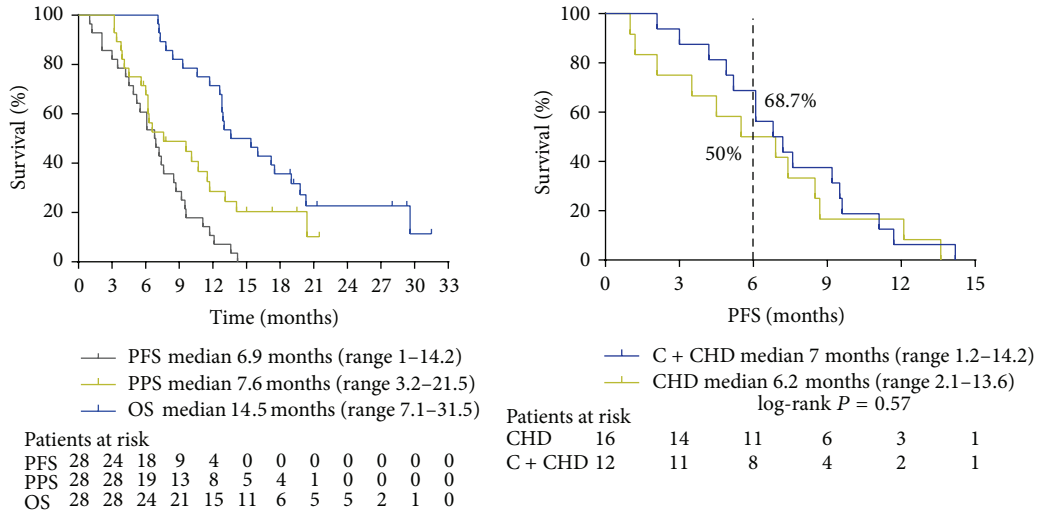 100
80
60
40
20
0
Survival (%)
0 3 6 9 12 15 18 21 24 27 30 33
Time (months)
PFS median 6.9 months (range 1–14.2)
PPS median 7.6 months (range 3.2–21.5)
OS median 14.5 months (range 7.1–31.5)
Patients at risk
PFS 28 24 18 9 4 0 0 0 0 0 0 0
PPS 28 28 19 13 8 5 4 1 0 0 0 0
OS 28 28 24 21 15 11 6 5 5 2 1 0
100
80
60
40
20
0
Survival (%)
68.7%
50%
0 3 6 9 12 15
PFS (months)
C + CHD median 7 months (range 1.2–14.2)
CHD median 6.2 months (range 2.1–13.6)
log-rank P = 0.57
Patients at risk
CHD 16 14 11 6 3 1
C + CHD 12 11 8 4 2 1